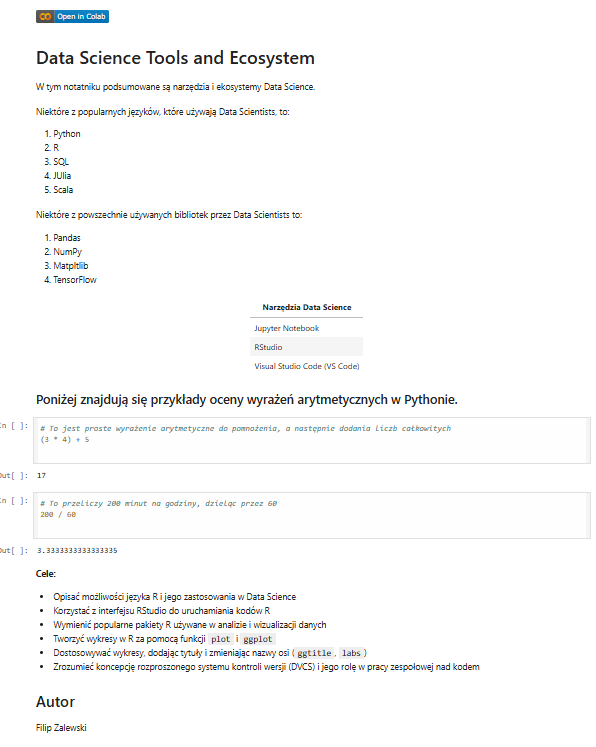 Open in Colab
Data Science Tools and Ecosystem
W tym notatniku podsumowane są narzędzia i ekosystemy Data Science.
Niektóre z popularnych języków, które używają Data Scientists, to:
1. Python
2. R
3. SQL
4. JUlia
5. Scala
Niektóre z powszechnie używanych bibliotek przez Data Scientists to:
1. Pandas
2. NumPy
3. Matpltlib
4. TensorFlow
Narzędzia Data Science
Jupyter Notebook
RStudio
Visual Studio Code (VS Code)
Poniżej znajdują się przykłady oceny wyrażeń arytmetycznych w Pythonie.
In [ ]: # To jest proste wyrażenie arytmetyczne do pomnażenia, a następnie dodania liczb całkowitych
(3 * 4) + 5
Out[ ]: 17
In [ ]: # To przeliczy 200 minut na godziny, dzieląc przez 60
200 / 60
Out[ ]: 3.3333333333333335
Cele:
• Opisać możliwości języka R i jego zastosowania w Data Science
• Korzystać z interfejsu RStudio do uruchamiania kodów R
• Wymienić popularne pakiety R używane w analizie i wizualizacji danych
• Tworzyć wykresy w R za pomocą funkcji plot i ggplot
• Dostosowywać wykresy, dodając tytuły i zmieniając nazwy osi ( ggtitle , labs )
• Zrozumieć koncepcję rozproszonego systemu kontroli wersji (DVCS) i jego rolę w pracy zespołowej nad kodem
Autor
Filip Zalewski